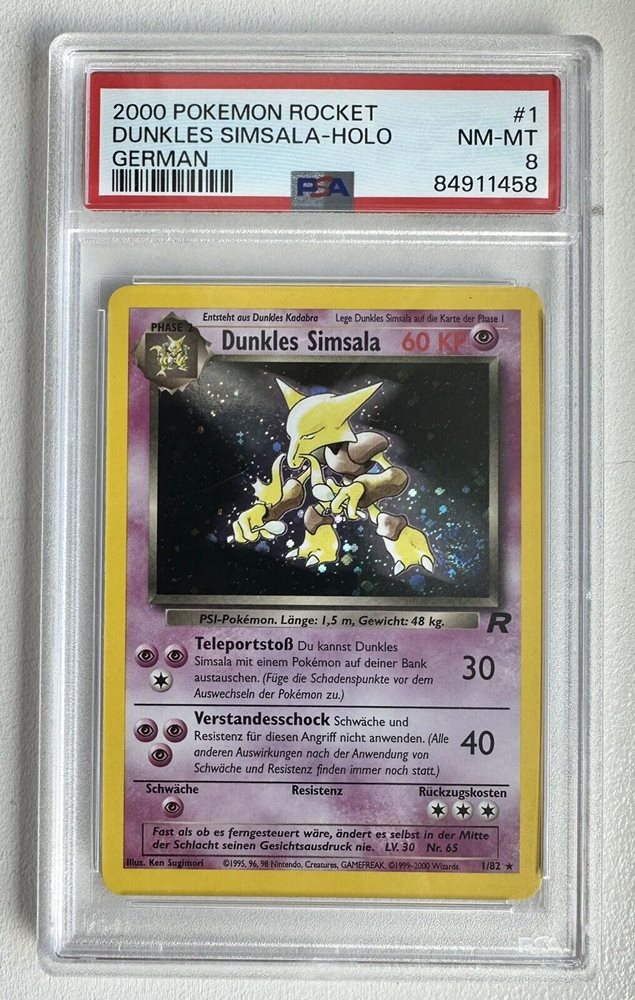 2000 POKEMON ROCKET #1
DUNKLES SIMSALA-HOLO NM-MT
GERMAN 8
PSA 84911458
Entsteht aus Dunkles Kadabra Lege Dunkles Simsala auf die Karte der Phase 1
PHASE 2
Dunkles Simsala 60 KP
PSI-Pokémon. Länge: 1,5 m, Gewicht: 48 kg.
R
Teleportstoß Du kannst Dunkles
Simsala mit einem Pokémon auf deiner Bank
austauschen. (Füge die Schadenspunkte vor dem
Auswechseln der Pokémon zu.)
30
Verstandesschock Schwäche und
Resistenz für diesen Angriff nicht anwenden. (Alle
anderen Auswirkungen nach der Anwendung von
Schwäche und Resistenz finden immer noch statt.)
40
Schwäche Resistenz Rückzugskosten
Fast als ob es ferngesteuert wäre, ändert es selbst in der Mitte
der Schlacht seinen Gesichtsausdruck nie. LV. 30 Nr. 65
Illus. Ken Sugimori ©1995, 96, 98 Nintendo, Creatures, GAMEFREAK. ©1999-2000 Wizards 1/82 ★
PSA